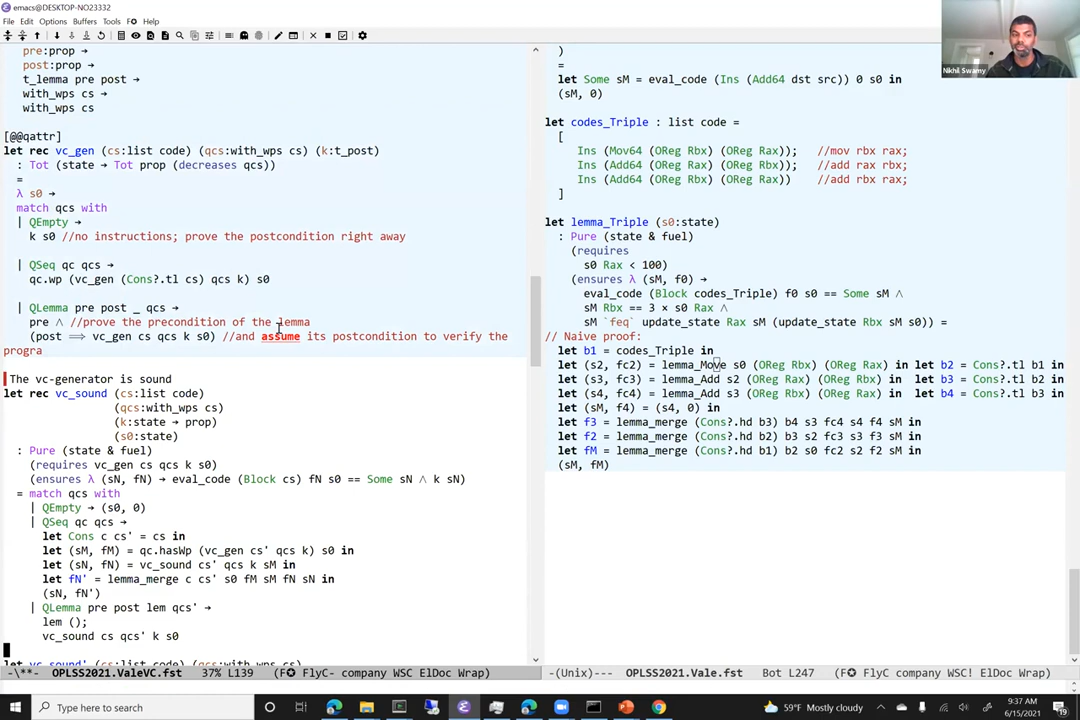 emacs@DESKTOP-NO23332
File Edit Options Buffers Tools F✪ Help
pre:prop →
post:prop →
t_lemma pre post →
with_wps cs →
with_wps cs
[@@qattr]
let rec vc_gen (cs:list code) (qcs:with_wps cs) (k:t_post)
: Tot (state → Tot prop (decreases qcs))
=
λ s0 →
match qcs with
| QEmpty →
k s0 //no instructions; prove the postcondition right away
| QSeq qc qcs →
qc.wp (vc_gen (Cons?.tl cs) qcs k) s0
| QLemma pre post _ qcs →
pre ∧ //prove the precondition of the lemma
(post ⟹ vc_gen cs qcs k s0) //and assume its postcondition to verify the
progra
The vc-generator is sound
let rec vc_sound (cs:list code)
(qcs:with_wps cs)
(k:state → prop)
(s0:state)
: Pure (state & fuel)
(requires vc_gen cs qcs k s0)
(ensures λ (sN, fN) → eval_code (Block cs) fN s0 == Some sN ∧ k sN)
= match qcs with
| QEmpty → (s0, 0)
| QSeq qc qcs →
let Cons c cs' = cs in
let (sM, fM) = qc.hasWp (vc_gen cs' qcs k) s0 in
let (sN, fN) = vc_sound cs' qcs k sM in
let fN' = lemma_merge c cs' s0 fM sM fN sN in
(sN, fN')
| QLemma pre post lem qcs' →
lem ();
vc_sound cs qcs' k s0
let vc_sound' (cs:list code) (qcs:with_wps cs)
-\**- OPLSS2021.ValeVC.fst 37% L139 (F✪ FlyC- company WSC ElDoc Wrap)
)
=
let Some sM = eval_code (Ins (Add64 dst src)) 0 s0 in
(sM, 0)
let codes_Triple : list code =
[
Ins (Mov64 (OReg Rbx) (OReg Rax)); //mov rbx rax;
Ins (Add64 (OReg Rbx) (OReg Rax)); //add rax rbx;
Ins (Add64 (OReg Rbx) (OReg Rax)) //add rbx rax;
]
let lemma_Triple (s0:state)
: Pure (state & fuel)
(requires
s0 Rax < 100)
(ensures λ (sM, f0) →
eval_code (Block codes_Triple) f0 s0 == Some sM ∧
sM Rbx == 3 × s0 Rax ∧
sM `feq` update_state Rax sM (update_state Rbx sM s0)) =
// Naive proof:
let b1 = codes_Triple in
let (s2, fc2) = lemma_Move s0 (OReg Rbx) (OReg Rax) in let b2 = Cons?.tl b1 in
let (s3, fc3) = lemma_Add s2 (OReg Rbx) (OReg Rax) in let b3 = Cons?.tl b2 in
let (s4, fc4) = lemma_Add s3 (OReg Rbx) (OReg Rax) in let b4 = Cons?.tl b3 in
let (sM, f4) = (s4, 0) in
let f3 = lemma_merge (Cons?.hd b3) b4 s3 fc4 s4 f4 sM in
let f2 = lemma_merge (Cons?.hd b2) b3 s2 fc3 s3 f3 sM in
let fM = lemma_merge (Cons?.hd b1) b2 s0 fc2 s2 f2 sM in
(sM, fM)
-(Unix)--- OPLSS2021.Vale.fst Bot L247 (F✪ FlyC company WSC! ElDoc Wrap)
Nikhil Swamy
Type here to search
59°F Mostly cloudy
9:37 AM
6/15/2021
19